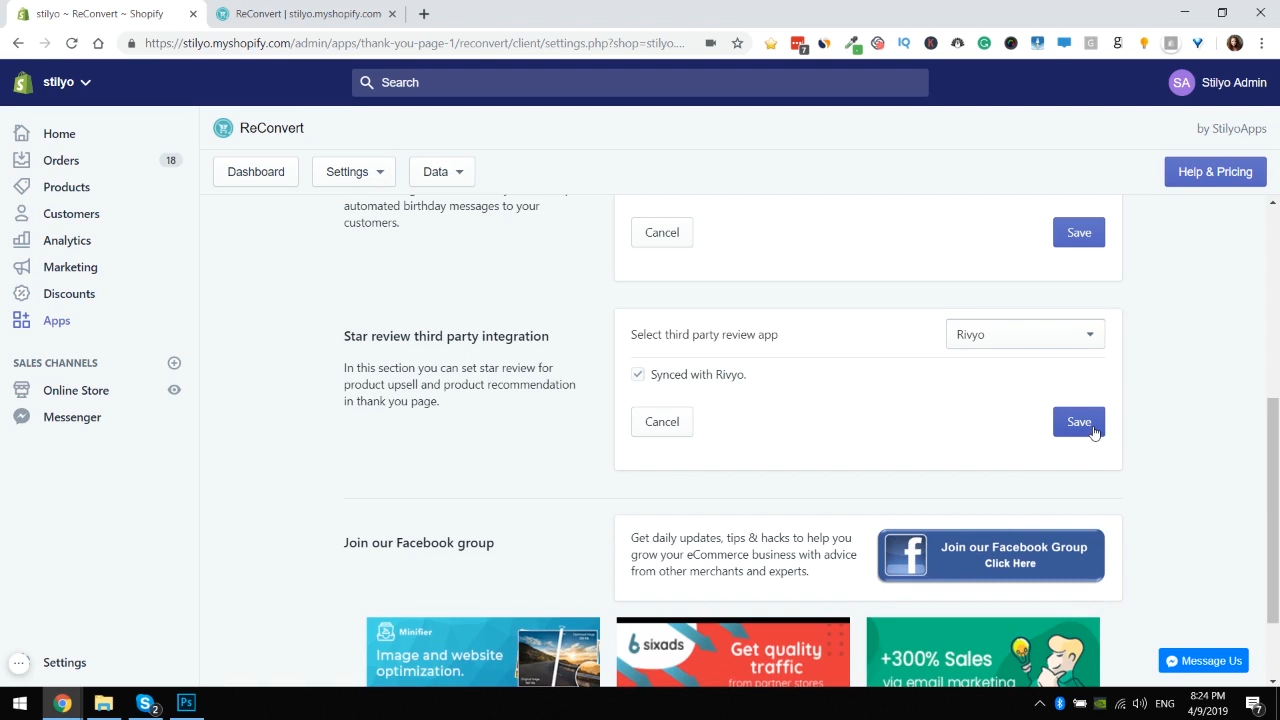 stilyo ~ ReConvert ~ Shopify
ReConvert | stilyo.myshopify.com
https://stilyo.myshopify.com/admin/apps/thank-you-page-1/reconvert/client/settings.php?shop=stilyo....
7
stilyo
Search
SA
Stilyo Admin
Home
Orders
18
Products
Customers
Analytics
Marketing
Discounts
Apps
SALES CHANNELS
Online Store
Messenger
Settings
ReConvert
by StilyoApps
Dashboard
Settings
Data
Help & Pricing
automated birthday messages to your
customers.
Cancel
Save
Star review third party integration
In this section you can set star review for
product upsell and product recommendation
in thank you page.
Select third party review app
Rivyo
Synced with Rivyo.
Cancel
Save
Join our Facebook group
Get daily updates, tips & hacks to help you
grow your eCommerce business with advice
from other merchants and experts.
Join our Facebook Group
Click Here
Minifier
Image and website
optimization.
sixads
Get quality
traffic
from partner stores
+300% Sales
via email marketing
Message Us
2
Ps
ENG
8:24 PM
4/9/2019
7